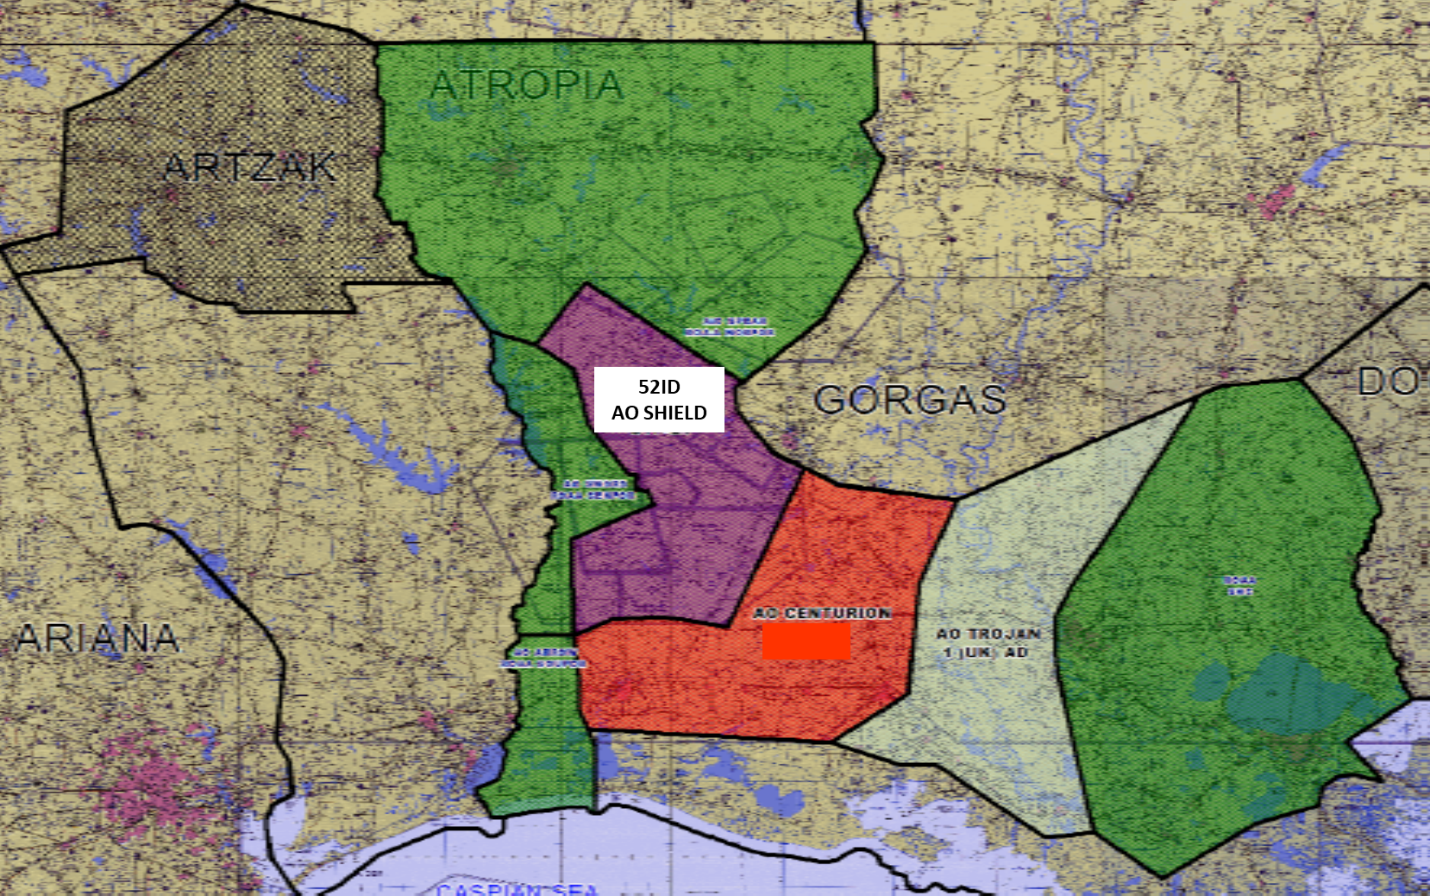 ATROPIA
ARTZAK
52ID
AO SHIELD
GORGAS
DO
AO CENTURION
AO TROJAN
1 (UK) AD
ARIANA
CASPIAN SEA